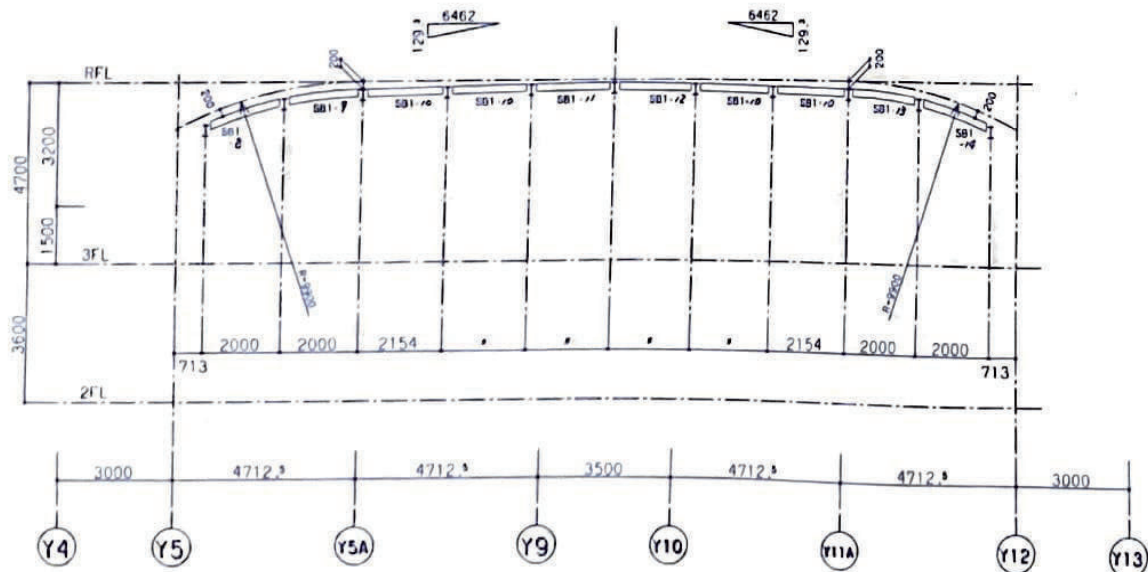 6462
6462
129.³
129.³
200
200
RFL
200
200
SB1-9
SB1-10
SB1-10
SB1-11
SB1-12
SB1-10
SB1-10
SB1-13
SB1
-8
SB1
-14
4700
3200
1500
3FL
R=9900
R=9900
3600
2000
2000
2154
〃
〃
〃
〃
2154
2000
2000
713
713
2FL
3000
4712.⁵
4712.⁵
3500
4712.⁵
4712.⁵
3000
Y4
Y5
Y5A
Y9
Y10
Y11A
Y12
Y13